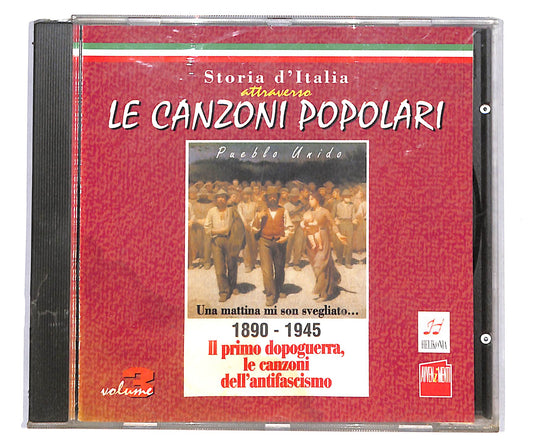 Storia d'Italia
attraverso
LE CANZONI POPOLARI
Pueblo Unido
Una mattina mi son svegliato...
1890 - 1945
Il primo dopoguerra,
le canzoni
dell'antifascismo
3
volume
HELIKONIA
AVVENIMENTI